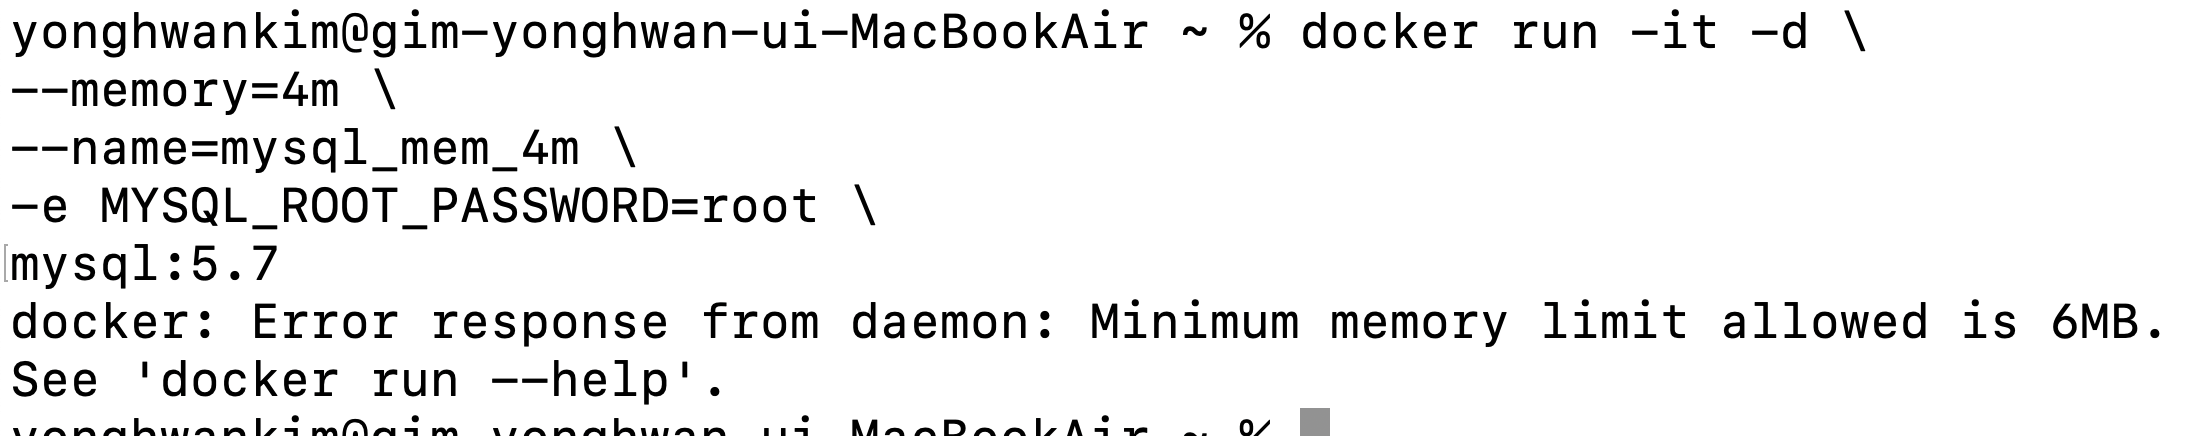 yonghwankim@gim-yonghwan-ui-MacBookAir ~ % docker run -it -d \
--memory=4m \
--name=mysql_mem_4m \
-e MYSQL_ROOT_PASSWORD=root \
mysql:5.7
docker: Error response from daemon: Minimum memory limit allowed is 6MB.
See 'docker run --help'.
yonghwankim@gim-yonghwan-ui-MacBookAir ~ %